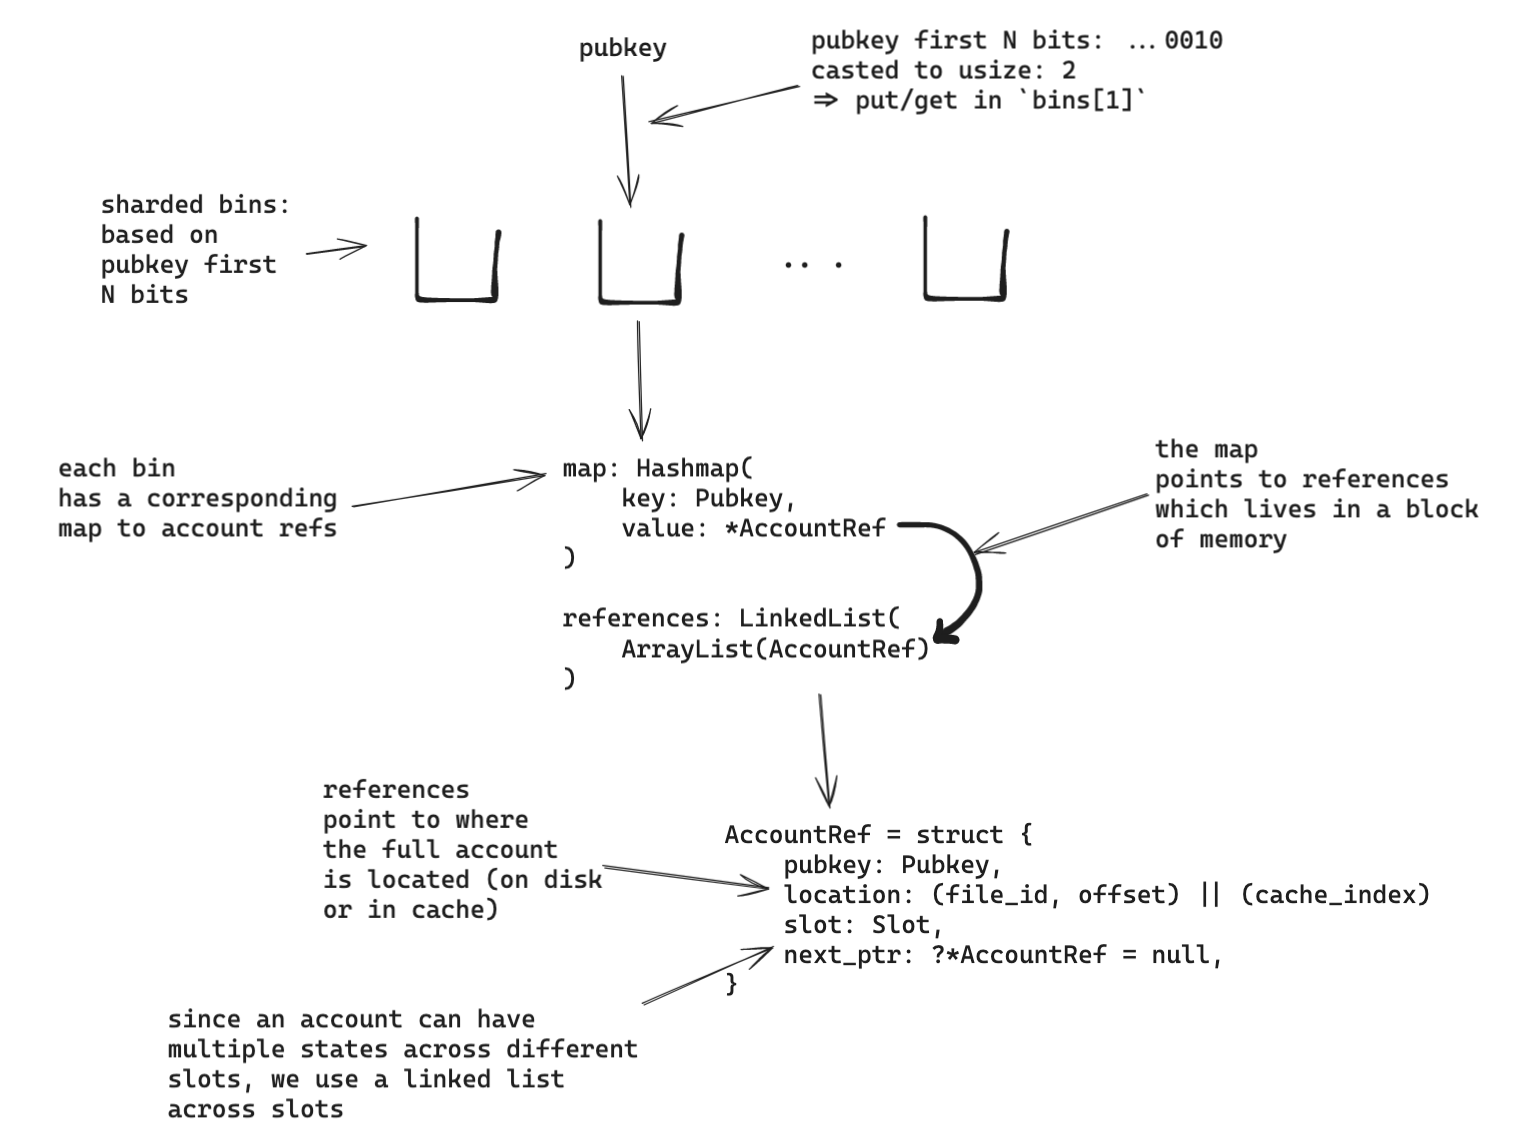 pubkey
pubkey first N bits: ...0010
casted to usize: 2
=> put/get in `bins[1]`
sharded bins:
based on
pubkey first
N bits
...
each bin
has a corresponding
map to account refs
map: Hashmap(
key: Pubkey,
value: *AccountRef
)
the map
points to references
which lives in a block
of memory
references: LinkedList(
ArrayList(AccountRef)
)
references
point to where
the full account
is located (on disk
or in cache)
AccountRef = struct {
pubkey: Pubkey,
location: (file_id, offset) || (cache_index)
slot: Slot,
next_ptr: ?*AccountRef = null,
}
since an account can have
multiple states across different
slots, we use a linked list
across slots